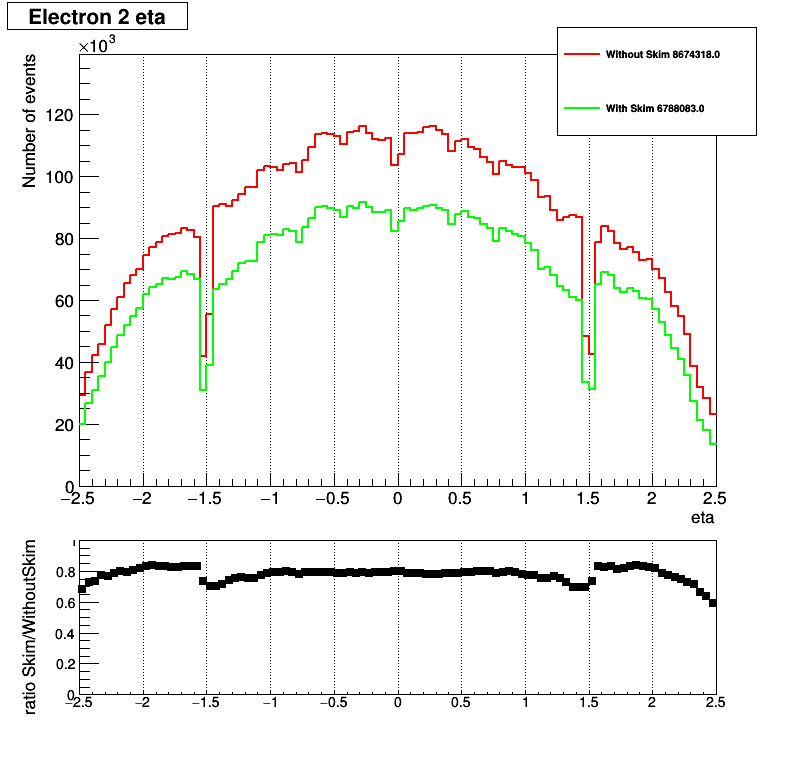 Electron 2 eta
×10³
Number of events
Without Skim 8674318.0
With Skim 6788083.0
120
100
80
60
40
20
0
−2.5 −2 −1.5 −1 −0.5 0 0.5 1 1.5 2 2.5
eta
ratio Skim/WithoutSkim
1
0.8
0.6
0.4
0.2
0
−2.5 −2 −1.5 −1 −0.5 0 0.5 1 1.5 2 2.5